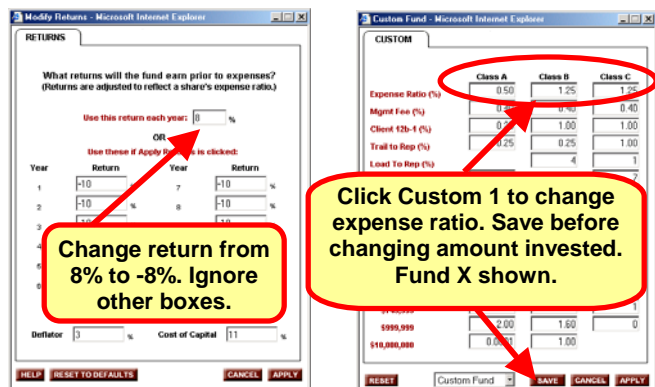 Modify Returns - Microsoft Internet Explorer
RETURNS
What returns will the fund earn prior to expenses?
(Returns are adjusted to reflect a share's expense ratio.)
Use this return each year: 8 %
OR
Use these if Apply Returns is clicked:
Year Return Year Return
1 -10 7 -10 %
2 -10 % 8 -10 %
Change return from
8% to -8%. Ignore
other boxes.
Deflator 3 % Cost of Capital 11 %
HELP RESET TO DEFAULTS CANCEL APPLY
Custom Fund - Microsoft Internet Exp
CUSTOM
Class A Class B Class C
Expense Ratio (%) 0.50 1.25 1.25
Mgmt Fee (%) 0.40 0.40
Client 12b-1 (%) 1.00 1.00
Trail to Rep (%) 0.25 0.25 1.00
Load To Rep (%) 4 1
Click Custom 1 to change
expense ratio. Save before
changing amount invested.
Fund X shown.
1
$999,999 2.00 1.60 0
$10,000,000 1.00
RESET Custom Fund SAVE CANCEL APPLY